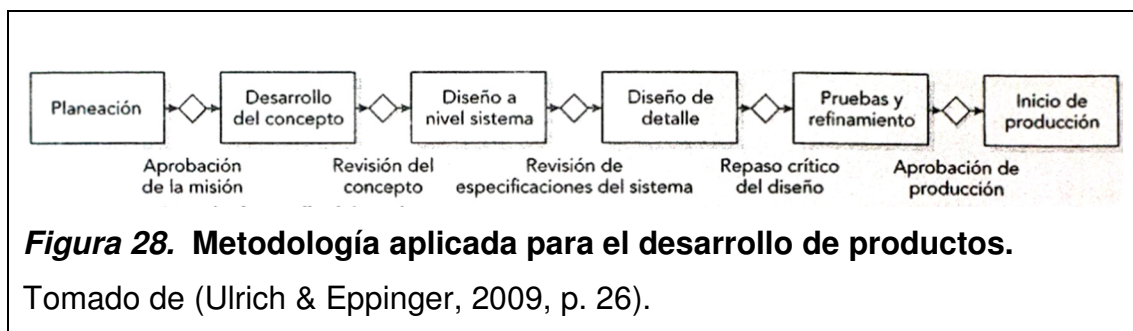 Planeación
Desarrollo
del concepto
Diseño a
nivel sistema
Diseño de
detalle
Pruebas y
refinamiento
Inicio de
producción
Aprobación
de la misión
Revisión del
concepto
Revisión de
especificaciones del sistema
Repaso crítico
del diseño
Aprobación de
producción
Figura 28. Metodología aplicada para el desarrollo de productos.
Tomado de (Ulrich & Eppinger, 2009, p. 26).